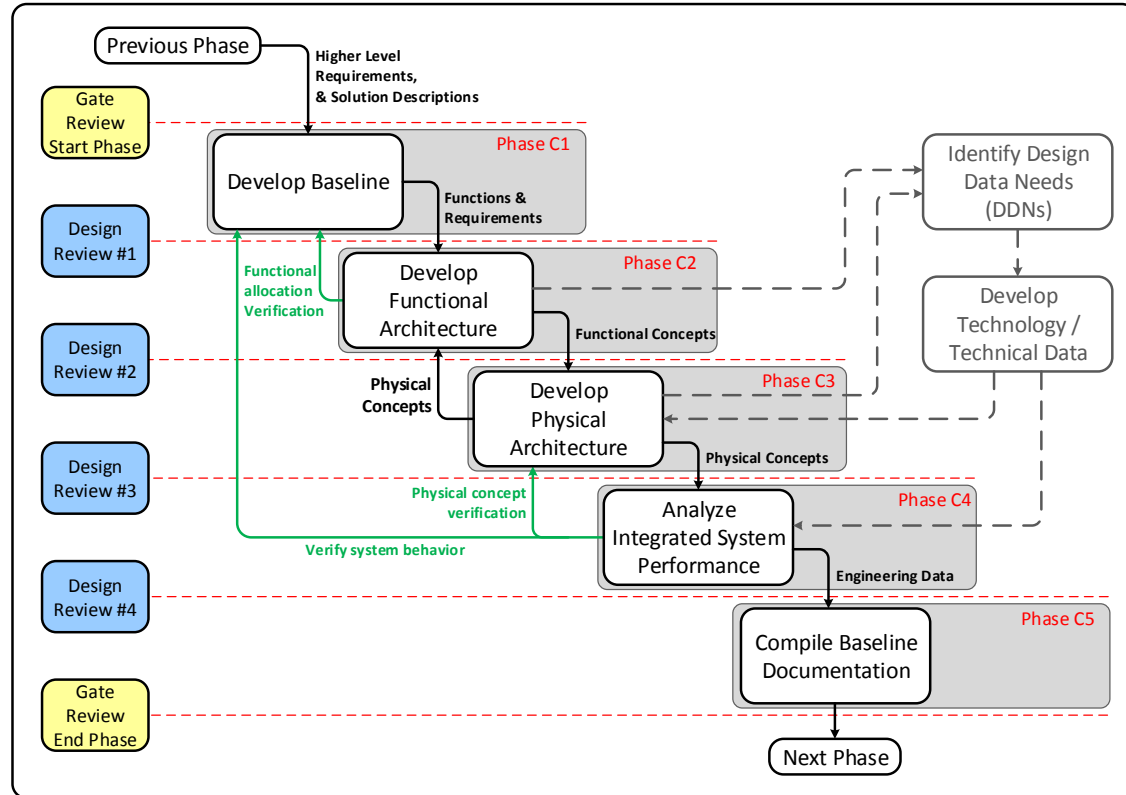 Previous Phase
Higher Level
Requirements,
& Solution Descriptions
Gate
Review
Start Phase
Phase C1
Develop Baseline
Identify Design
Data Needs
(DDNs)
Functions &
Requirements
Design
Review #1
Phase C2
Functional
allocation
Verification
Develop
Functional
Architecture
Develop
Technology /
Technical Data
Functional Concepts
Design
Review #2
Phase C3
Physical
Concepts
Develop
Physical
Architecture
Physical Concepts
Design
Review #3
Phase C4
Physical concept
verification
Analyze
Integrated System
Performance
Verify system behavior
Engineering Data
Design
Review #4
Phase C5
Compile Baseline
Documentation
Gate
Review
End Phase
Next Phase